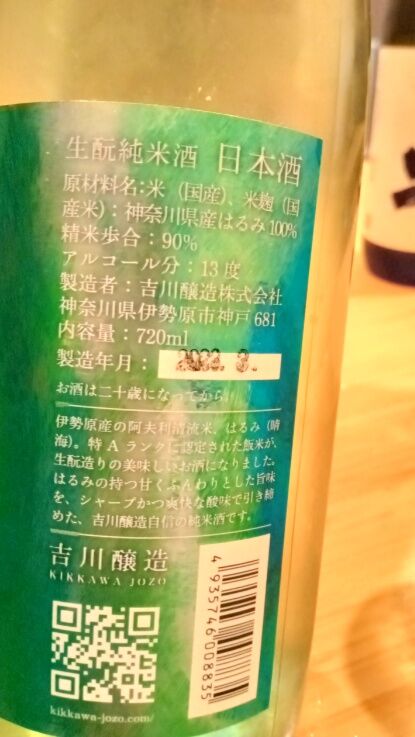 生酛純米酒 日本酒
原材料名:米(国産)、米麹(国
産米):神奈川県産はるみ100%
精米歩合:90%
アルコール分:13度
製造者:吉川醸造株式会社
神奈川県伊勢原市神戸681
内容量:720ml
製造年月:
お酒は二十歳になってから。
伊勢原産の阿夫利清流米、はるみ(晴
海)。特Aランクに認定された飯米が、
生酛造りの美味しいお酒になりました。
はるみの持つ甘くふんわりとした旨味
を、シャープかつ爽快な酸味で引き締
めた、吉川醸造自信の純米酒です。
吉川醸造
KIKKAWA JOZO
4935746008835
kikkawa-jozo.com/